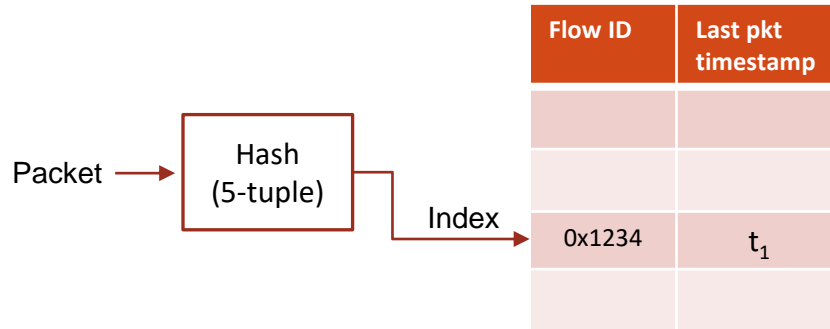 Flow ID
Last pkt
timestamp
Packet
Hash
(5-tuple)
Index
0x1234
t₁